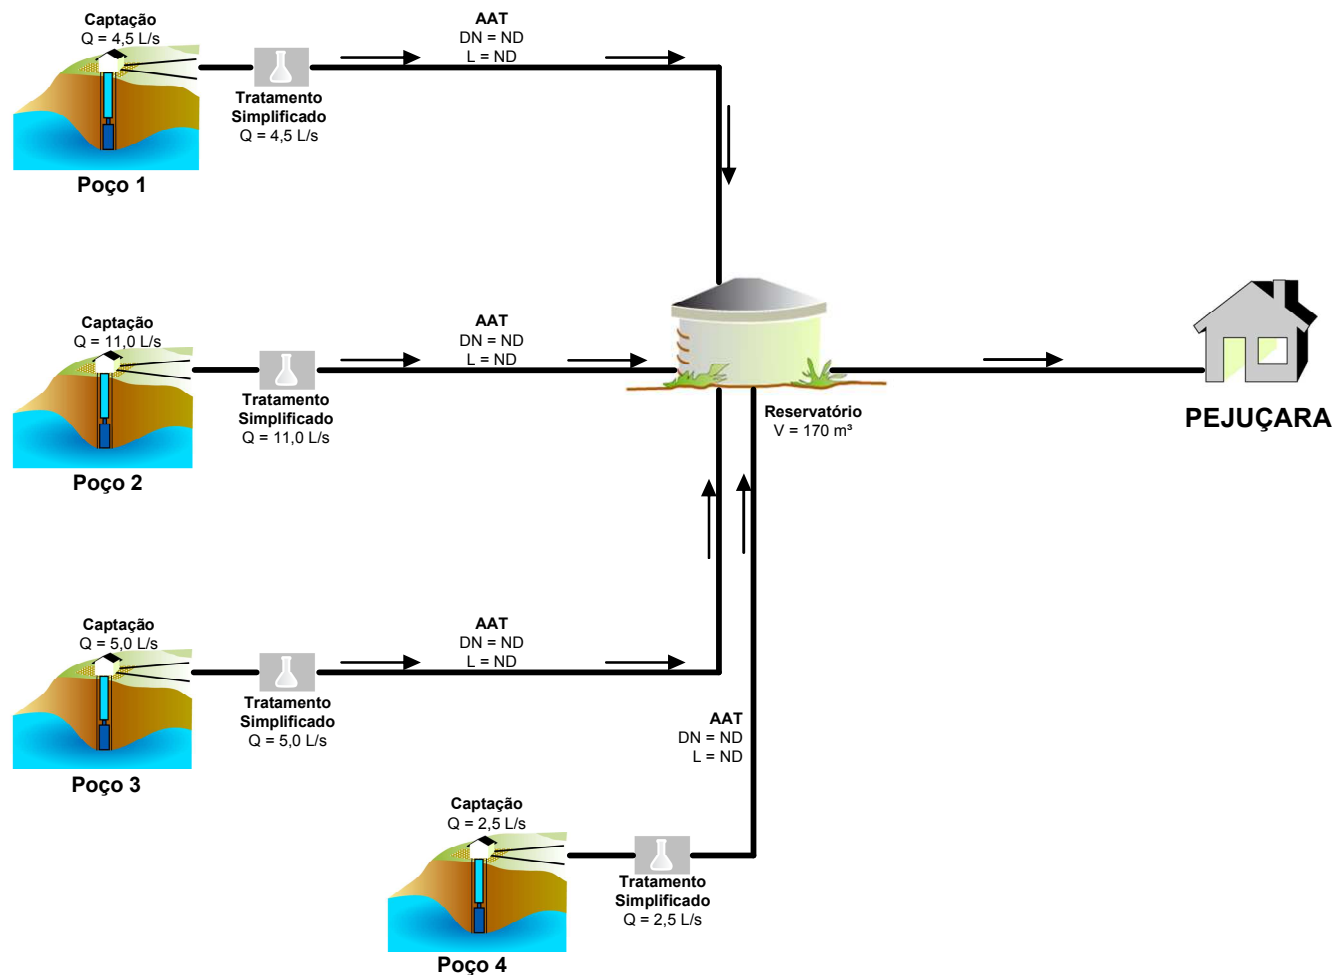 Captação
Q = 4,5 L/s
Tratamento
Simplificado
Q = 4,5 L/s
AAT
DN = ND
L = ND
Poço 1
Captação
Q = 11,0 L/s
Tratamento
Simplificado
Q = 11,0 L/s
AAT
DN = ND
L = ND
Poço 2
Reservatório
V = 170 m³
PEJUÇARA
Captação
Q = 5,0 L/s
Tratamento
Simplificado
Q = 5,0 L/s
AAT
DN = ND
L = ND
Poço 3
AAT
DN = ND
L = ND
Captação
Q = 2,5 L/s
Tratamento
Simplificado
Q = 2,5 L/s
Poço 4